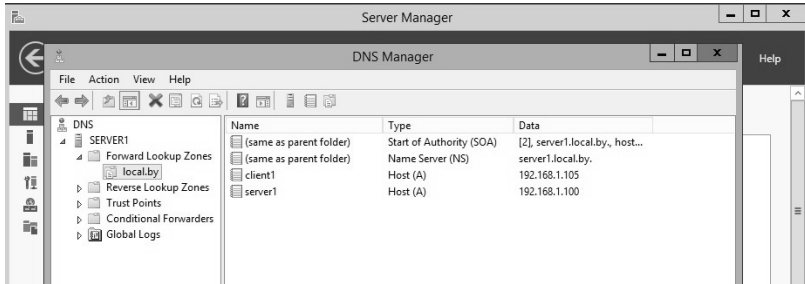 Server Manager
DNS Manager
Help
File Action View Help
DNS
SERVER1
Forward Lookup Zones
local.by
Reverse Lookup Zones
Trust Points
Conditional Forwarders
Global Logs
Name Type Data
(same as parent folder) Start of Authority (SOA) [2], server1.local.by., host...
(same as parent folder) Name Server (NS) server1.local.by.
client1 Host (A) 192.168.1.105
server1 Host (A) 192.168.1.100